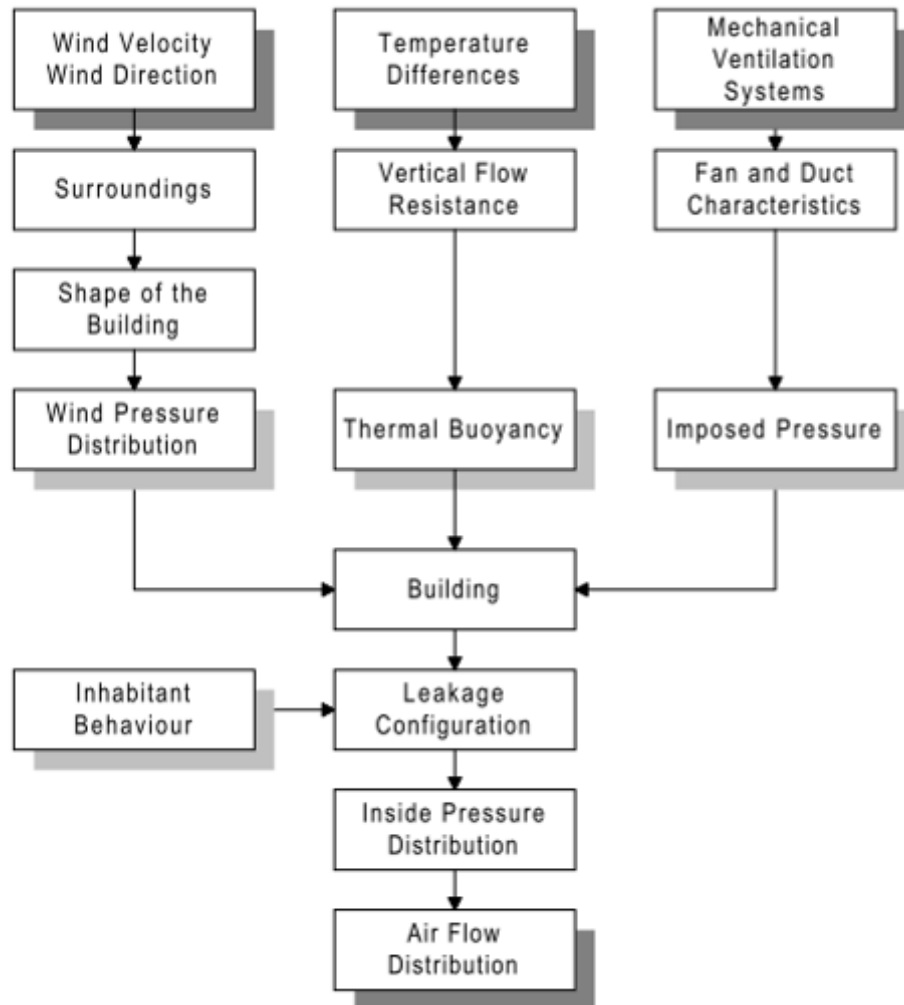 Wind Velocity
Wind Direction
Temperature
Differences
Mechanical
Ventilation
Systems
Surroundings
Vertical Flow
Resistance
Fan and Duct
Characteristics
Shape of the
Building
Wind Pressure
Distribution
Thermal Buoyancy
Imposed Pressure
Building
Inhabitant
Behaviour
Leakage
Configuration
Inside Pressure
Distribution
Air Flow
Distribution